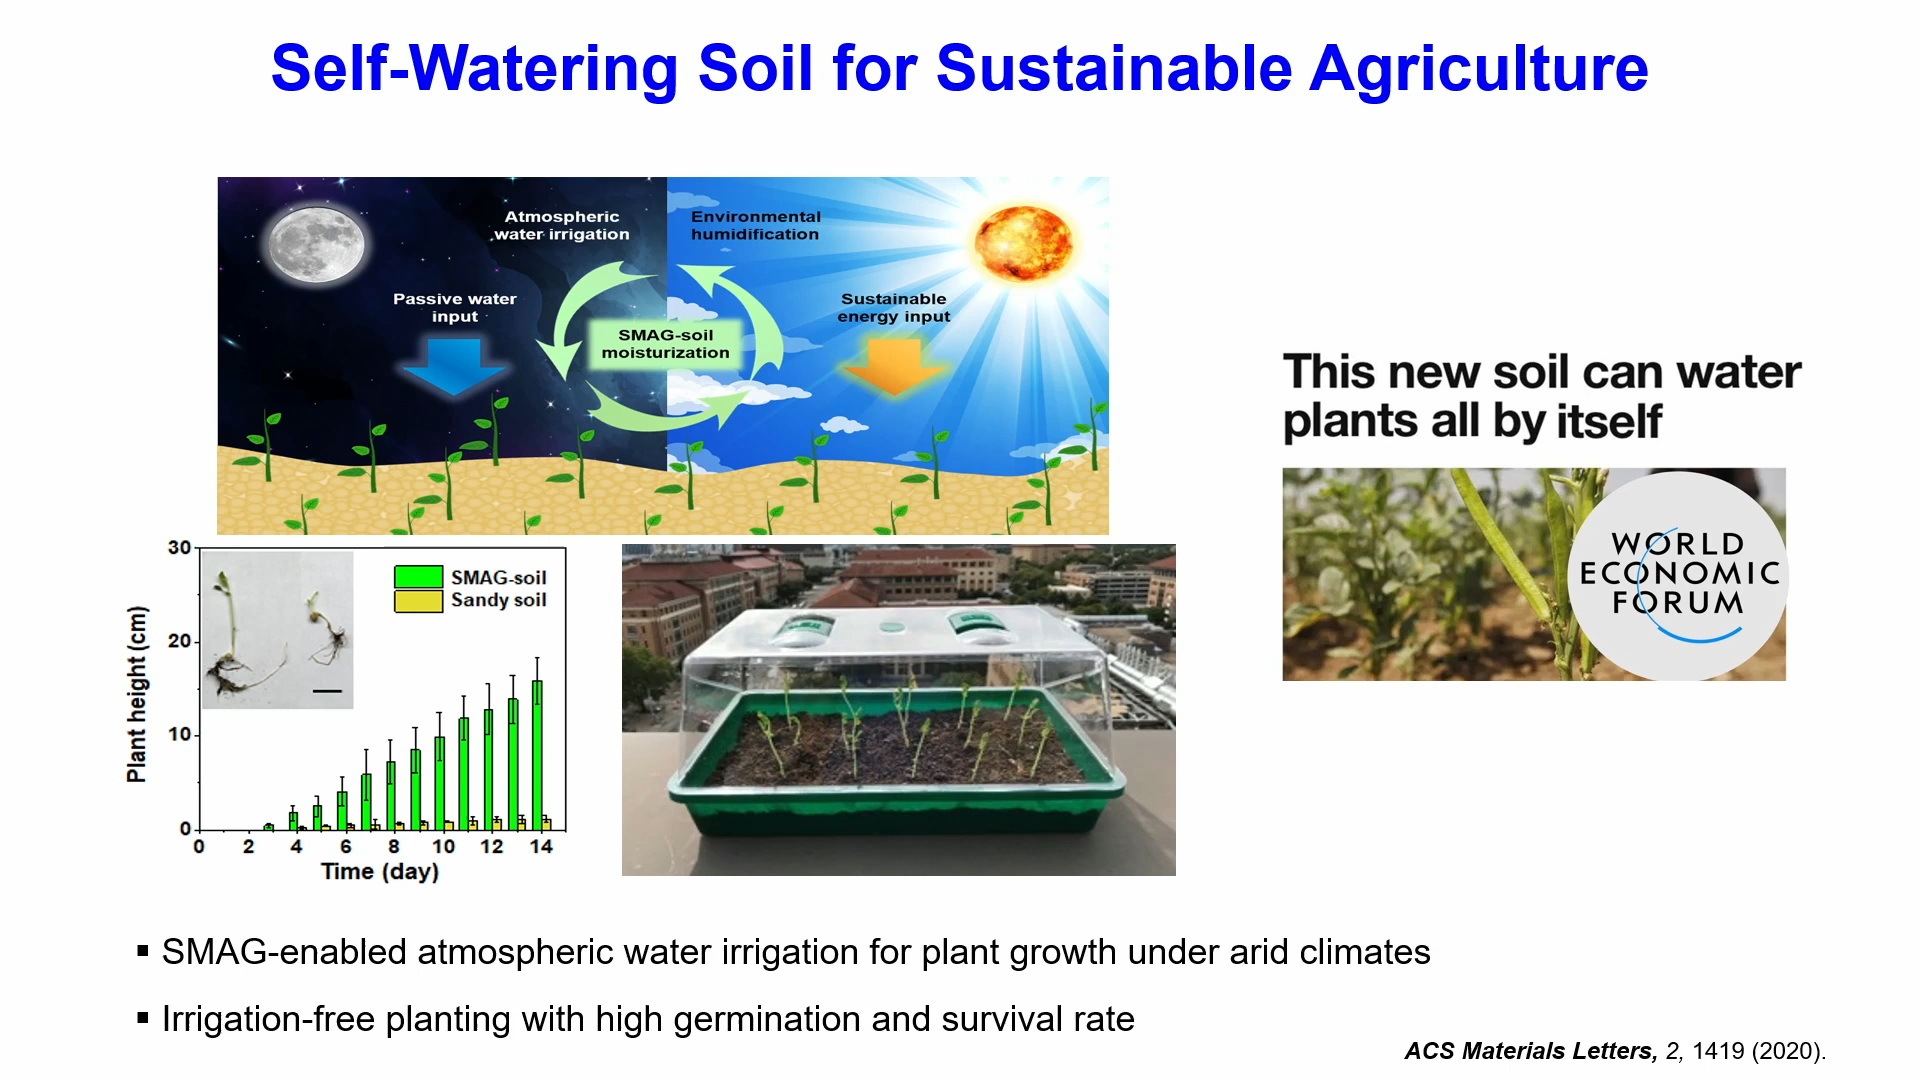 Self-Watering Soil for Sustainable Agriculture
Atmospheric
water irrigation
Environmental
humidification
Passive water
input
Sustainable
energy input
SMAG-soil
moisturization
This new soil can water
plants all by itself
WORLD
ECONOMIC
FORUM
30
20
10
0
Plant height (cm)
SMAG-soil
Sandy soil
0 2 4 6 8 10 12 14
Time (day)
▪ SMAG-enabled atmospheric water irrigation for plant growth under arid climates
▪ Irrigation-free planting with high germination and survival rate
ACS Materials Letters, 2, 1419 (2020).